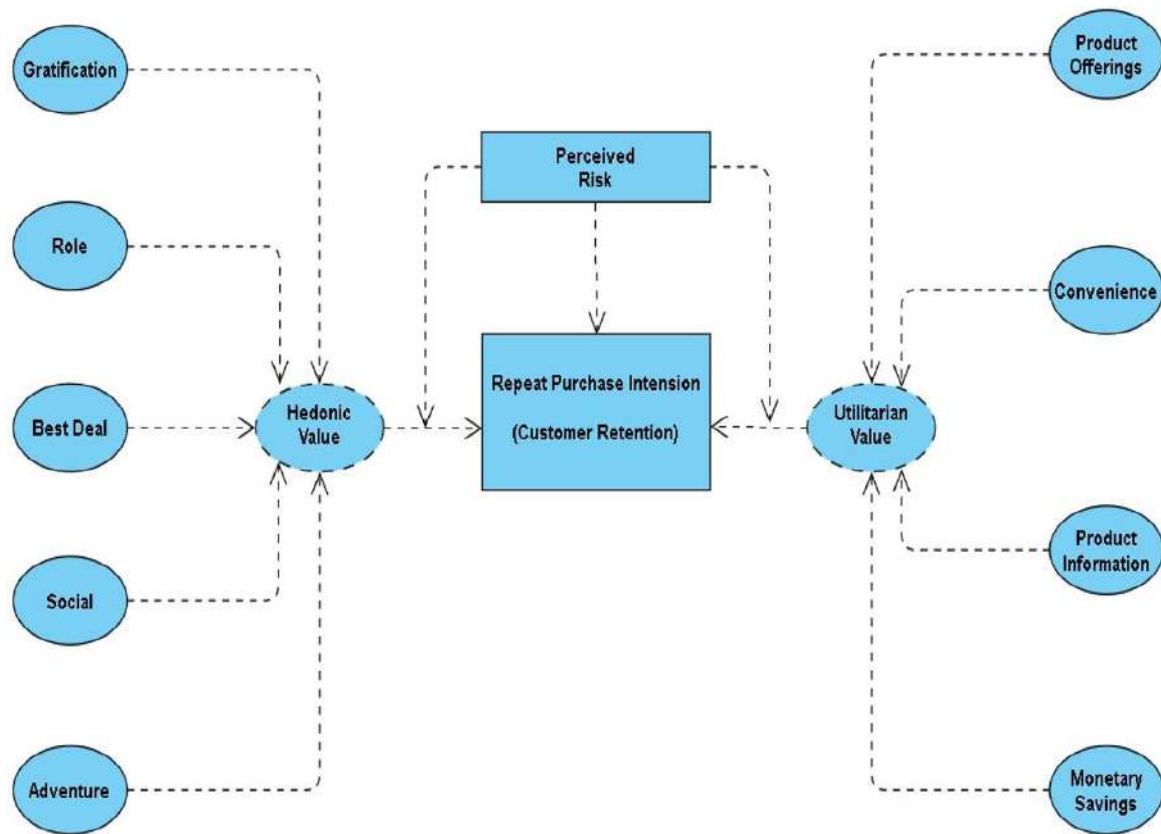 Gratification
Role
Best Deal
Social
Adventure
Hedonic
Value
Perceived
Risk
Repeat Purchase Intension
(Customer Retention)
Utilitarian
Value
Product
Offerings
Convenience
Product
Information
Monetary
Savings